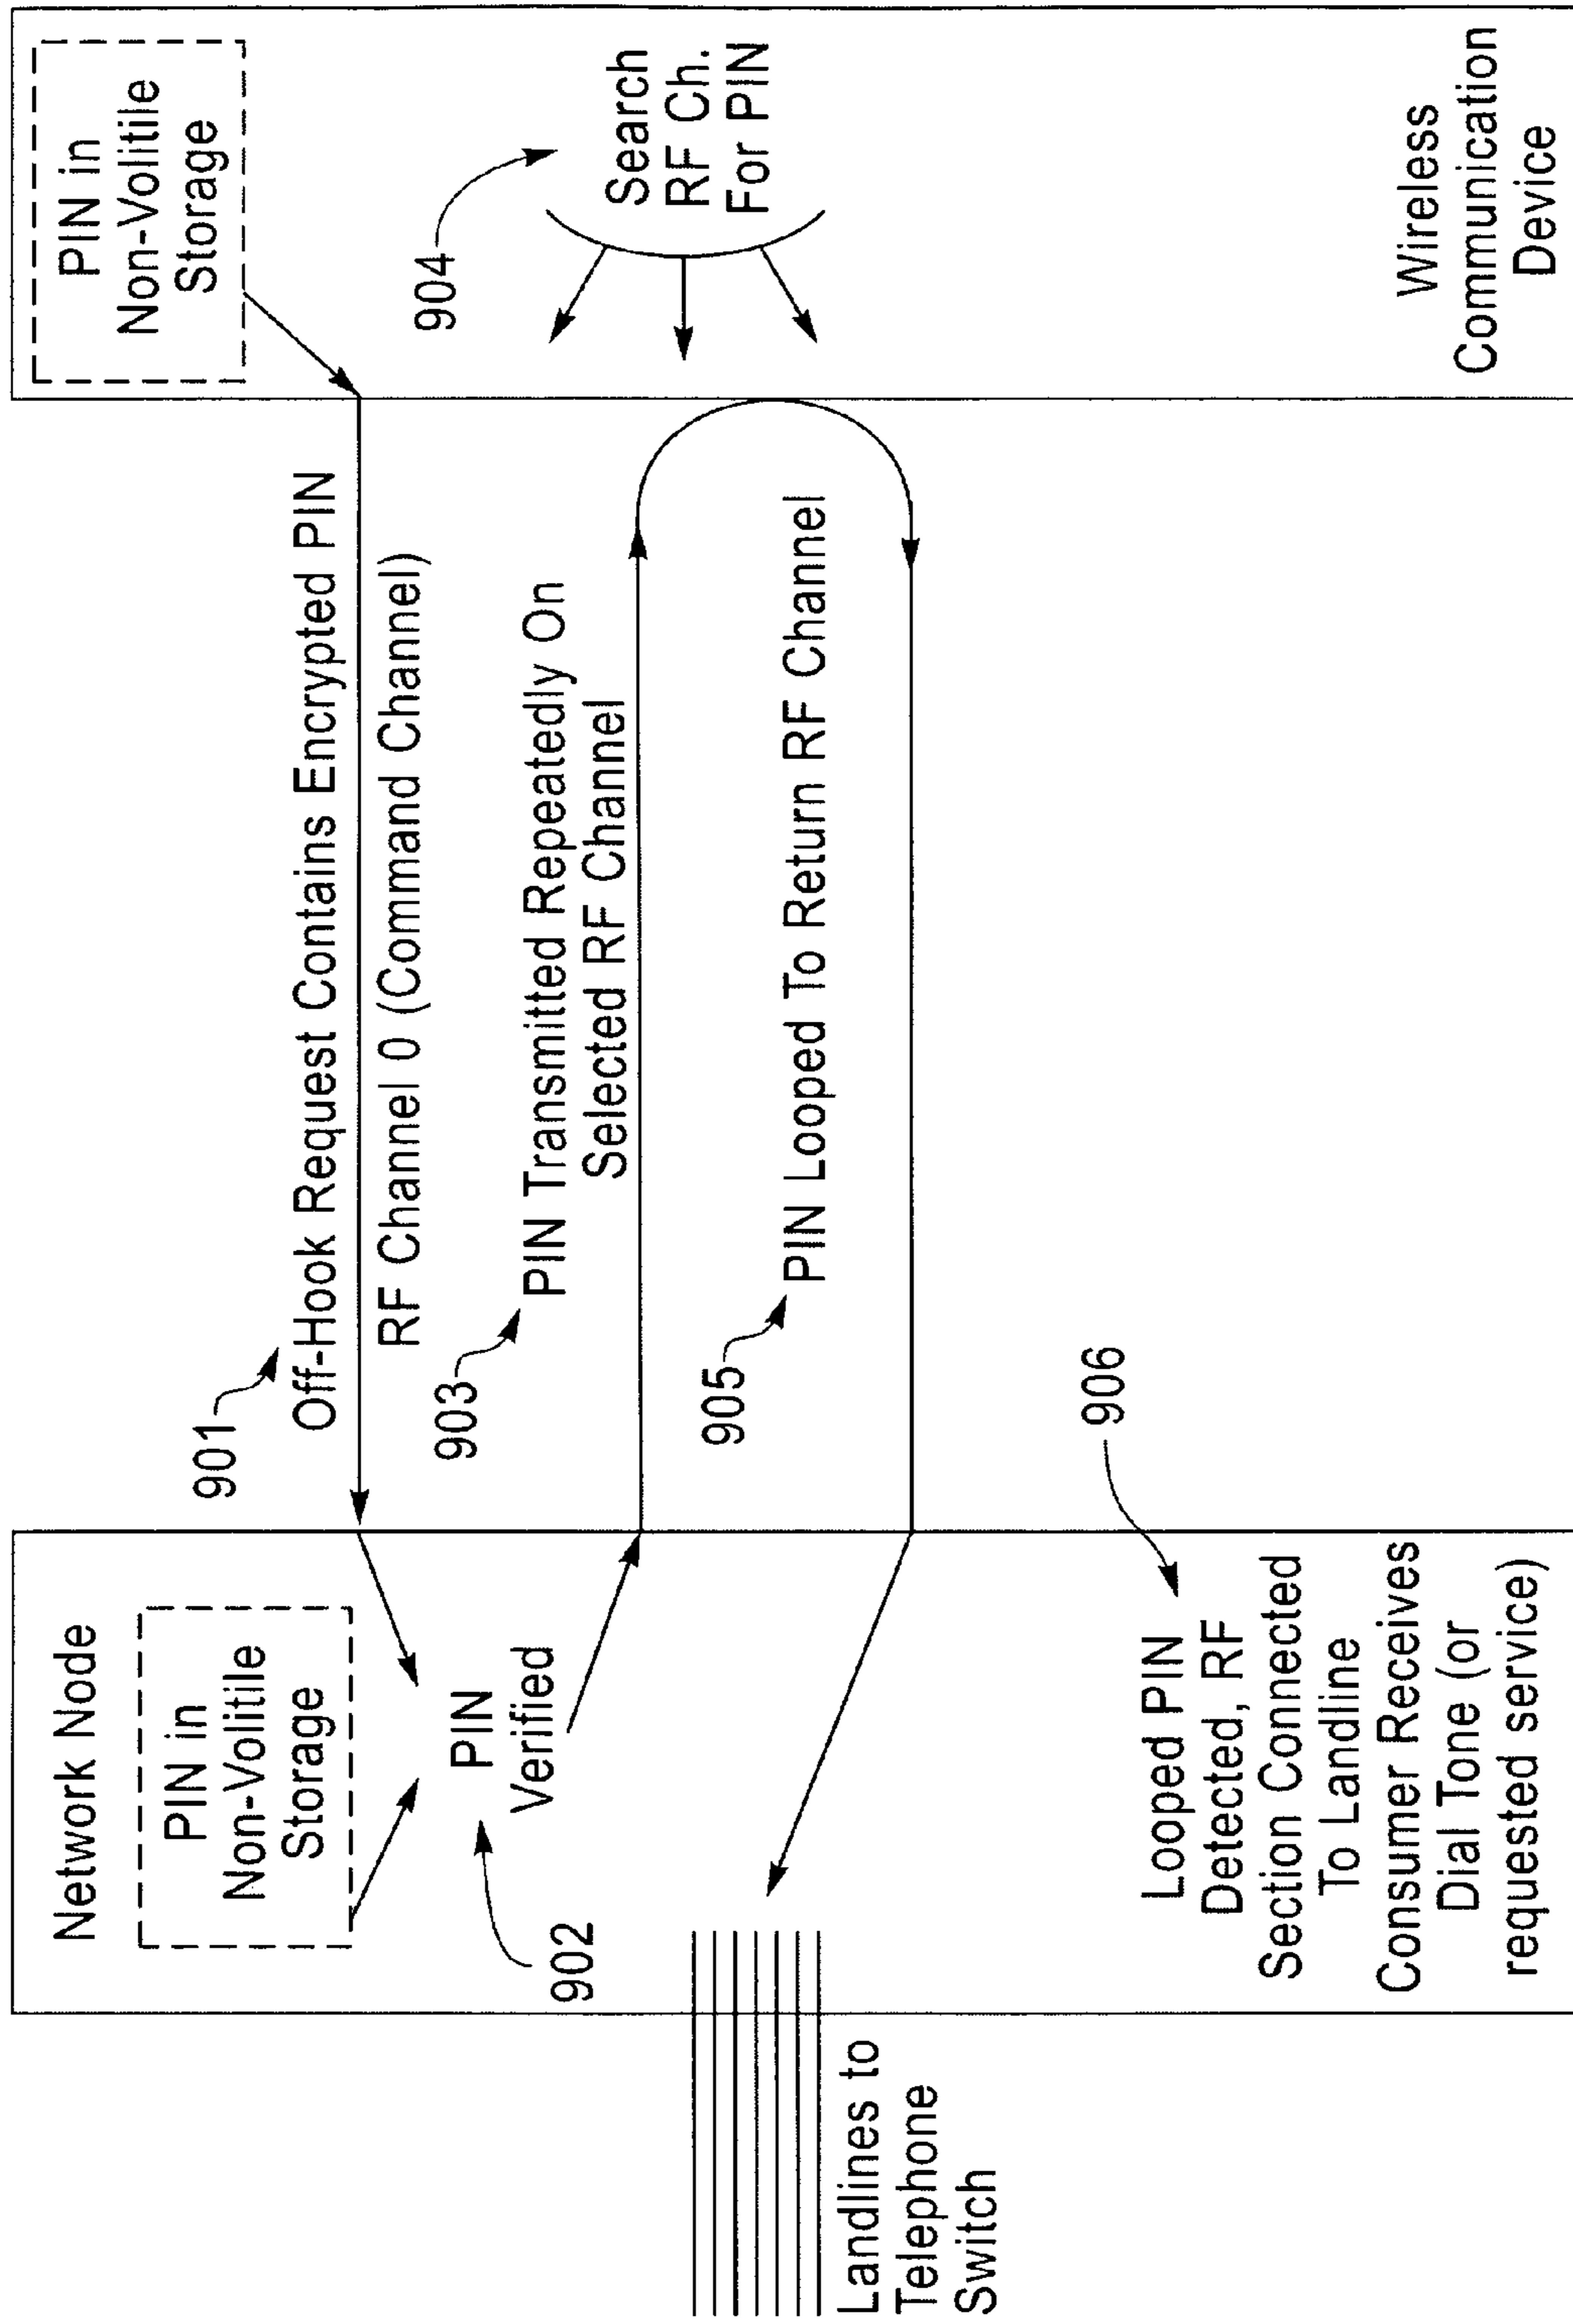 Network Node
PIN in
Non-Volitile
Storage
PIN
Verified
902
Landlines to
Telephone
Switch
Looped PIN
Detected, RF
Section Connected
To Landline
Consumer Receives
Dial Tone (or
requested service)
906
901
Off-Hook Request Contains Encrypted PIN
RF Channel 0 (Command Channel)
903
PIN Transmitted Repeatedly On
Selected RF Channel
905
PIN Looped To Return RF Channel
PIN in
Non-Volitile
Storage
904
Search
RF Ch.
For PIN
Wireless
Communication
Device